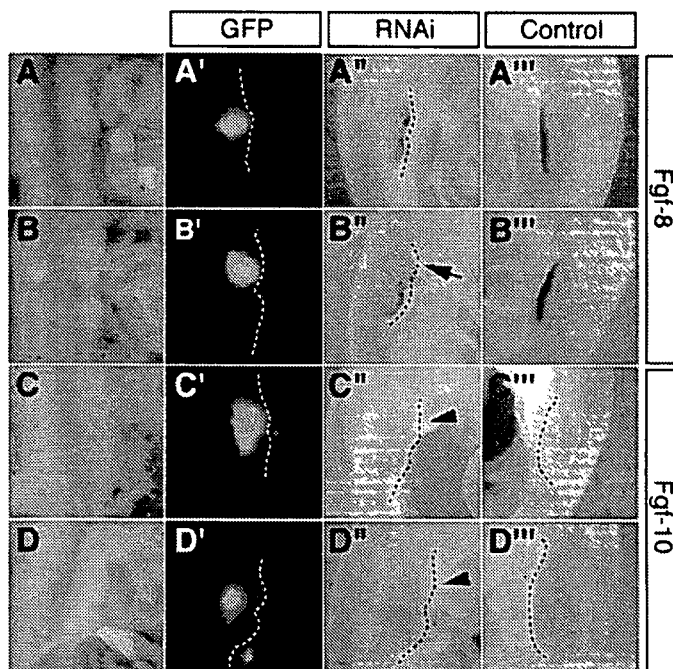 GFP RNAi Control
A A' A" A'''
B B' B" B'''
Fgf-8
C C' C" C'''
D D' D" D'''
Fgf-10